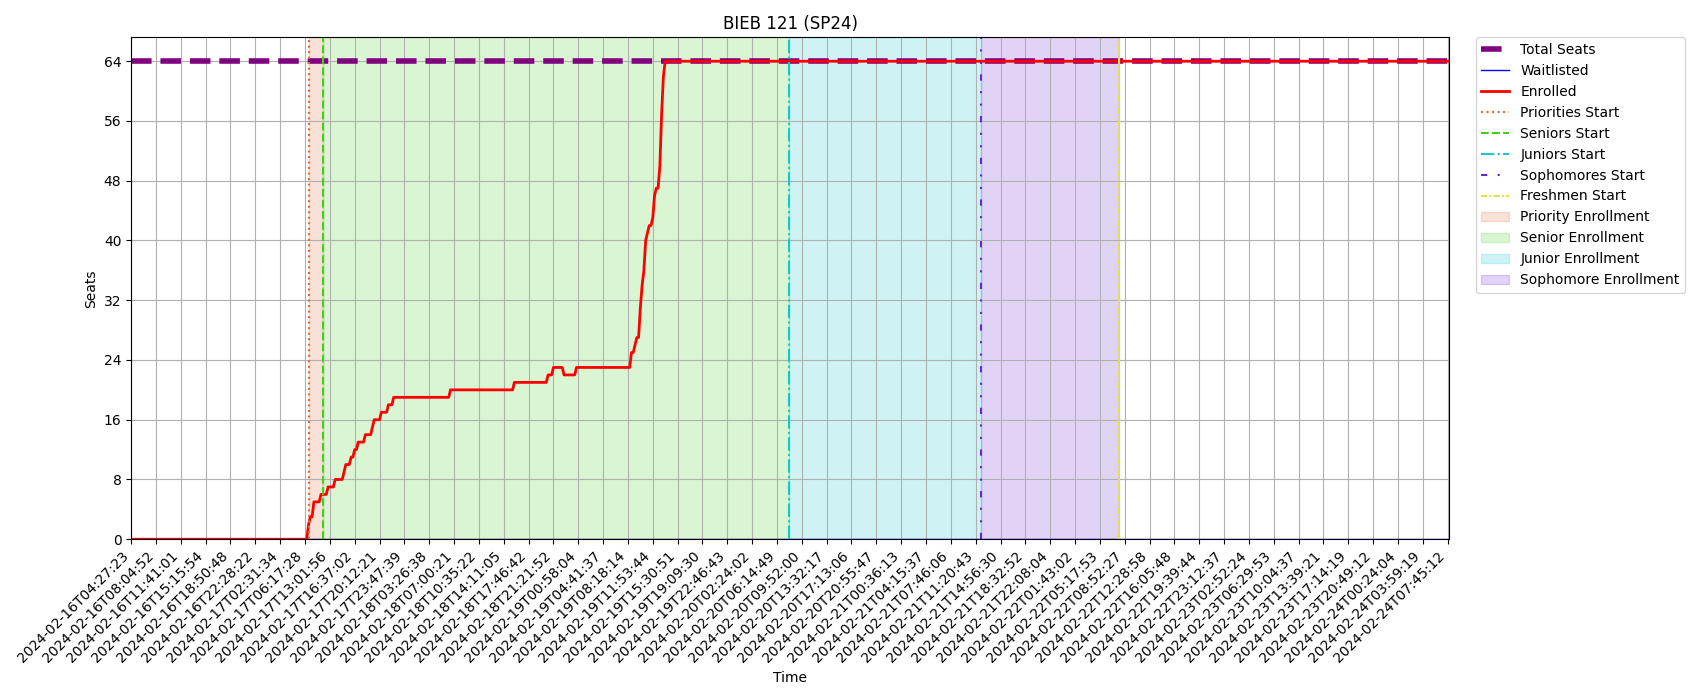 BIEB 121 (SP24)
Total Seats
Waitlisted
Enrolled
Priorities Start
Seniors Start
Juniors Start
Sophomores Start
Freshmen Start
Priority Enrollment
Senior Enrollment
Junior Enrollment
Sophomore Enrollment
Seats
64
56
48
40
32
24
16
8
0
2024-02-16T04:27:23
2024-02-16T08:04:52
2024-02-16T11:41:01
2024-02-16T15:15:54
2024-02-16T18:50:48
2024-02-16T22:28:22
2024-02-17T02:31:34
2024-02-17T06:17:28
2024-02-17T13:01:56
2024-02-17T16:37:02
2024-02-17T20:12:21
2024-02-17T23:47:39
2024-02-18T03:26:38
2024-02-18T07:00:21
2024-02-18T10:35:22
2024-02-18T14:11:05
2024-02-18T17:46:42
2024-02-18T21:21:52
2024-02-19T00:58:04
2024-02-19T04:41:37
2024-02-19T08:18:14
2024-02-19T11:53:44
2024-02-19T15:30:51
2024-02-19T19:09:30
2024-02-19T22:46:43
2024-02-20T02:24:02
2024-02-20T06:14:49
2024-02-20T09:52:00
2024-02-20T13:32:17
2024-02-20T17:13:06
2024-02-20T20:55:47
2024-02-21T00:36:13
2024-02-21T04:15:37
2024-02-21T07:46:06
2024-02-21T11:20:43
2024-02-21T14:56:30
2024-02-21T18:32:52
2024-02-21T22:08:04
2024-02-22T01:43:02
2024-02-22T05:17:53
2024-02-22T08:52:27
2024-02-22T12:28:58
2024-02-22T16:05:48
2024-02-22T19:39:44
2024-02-22T23:12:37
2024-02-23T02:52:24
2024-02-23T06:29:53
2024-02-23T10:04:37
2024-02-23T13:39:21
2024-02-23T17:14:19
2024-02-23T20:49:12
2024-02-24T00:24:04
2024-02-24T03:59:19
2024-02-24T07:45:12
Time